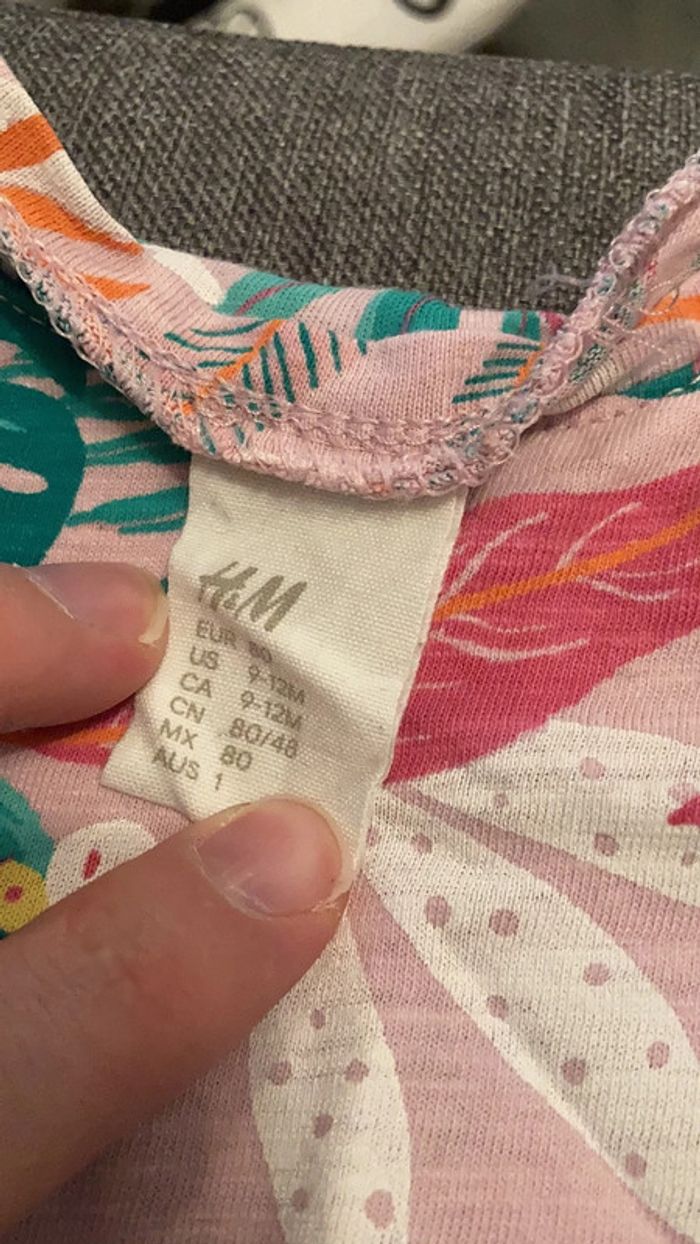 H&M
EUR 80
US 9-12M
CA 9-12M
CN 80/48
MX 80
AUS 1